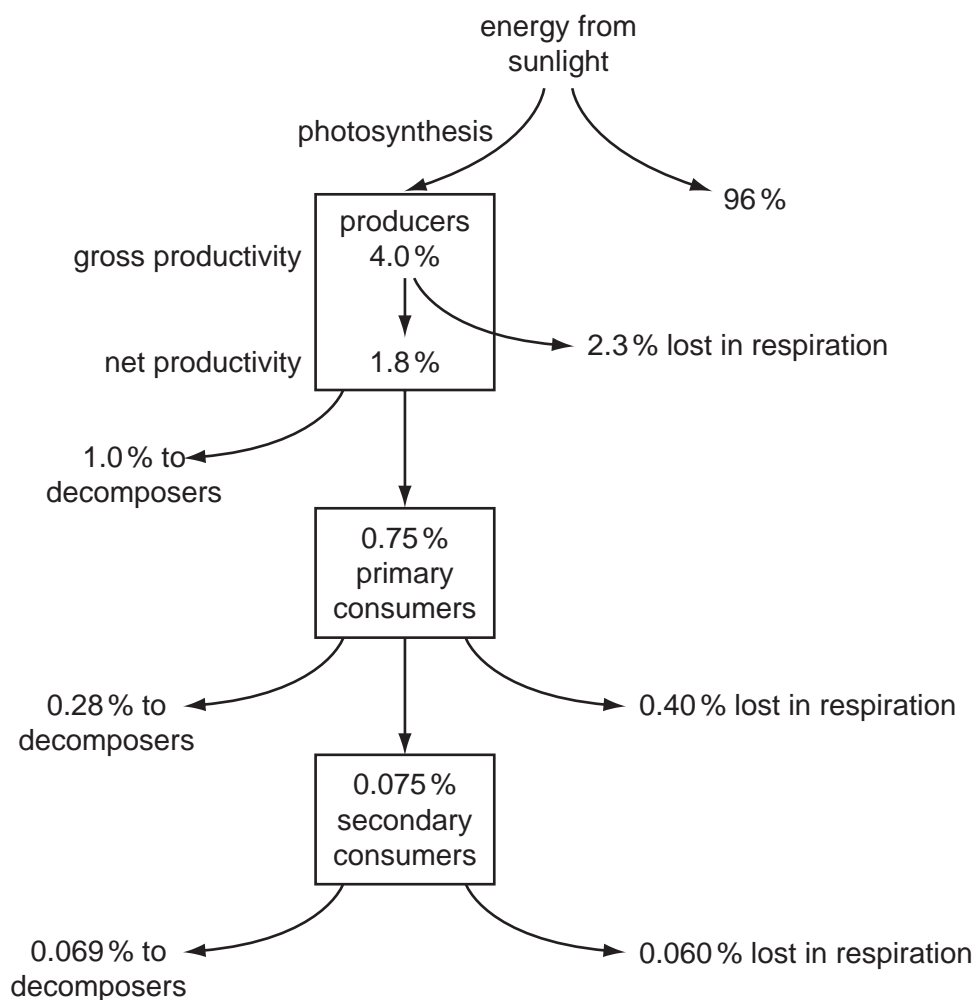 energy from
sunlight
photosynthesis
96 %
producers
gross productivity
4.0 %
2.3 % lost in respiration
net productivity
1.8 %
1.0 % to
decomposers
0.75 %
primary
consumers
0.28 % to
decomposers
0.40 % lost in respiration
0.075 %
secondary
consumers
0.069 % to
decomposers
0.060 % lost in respiration